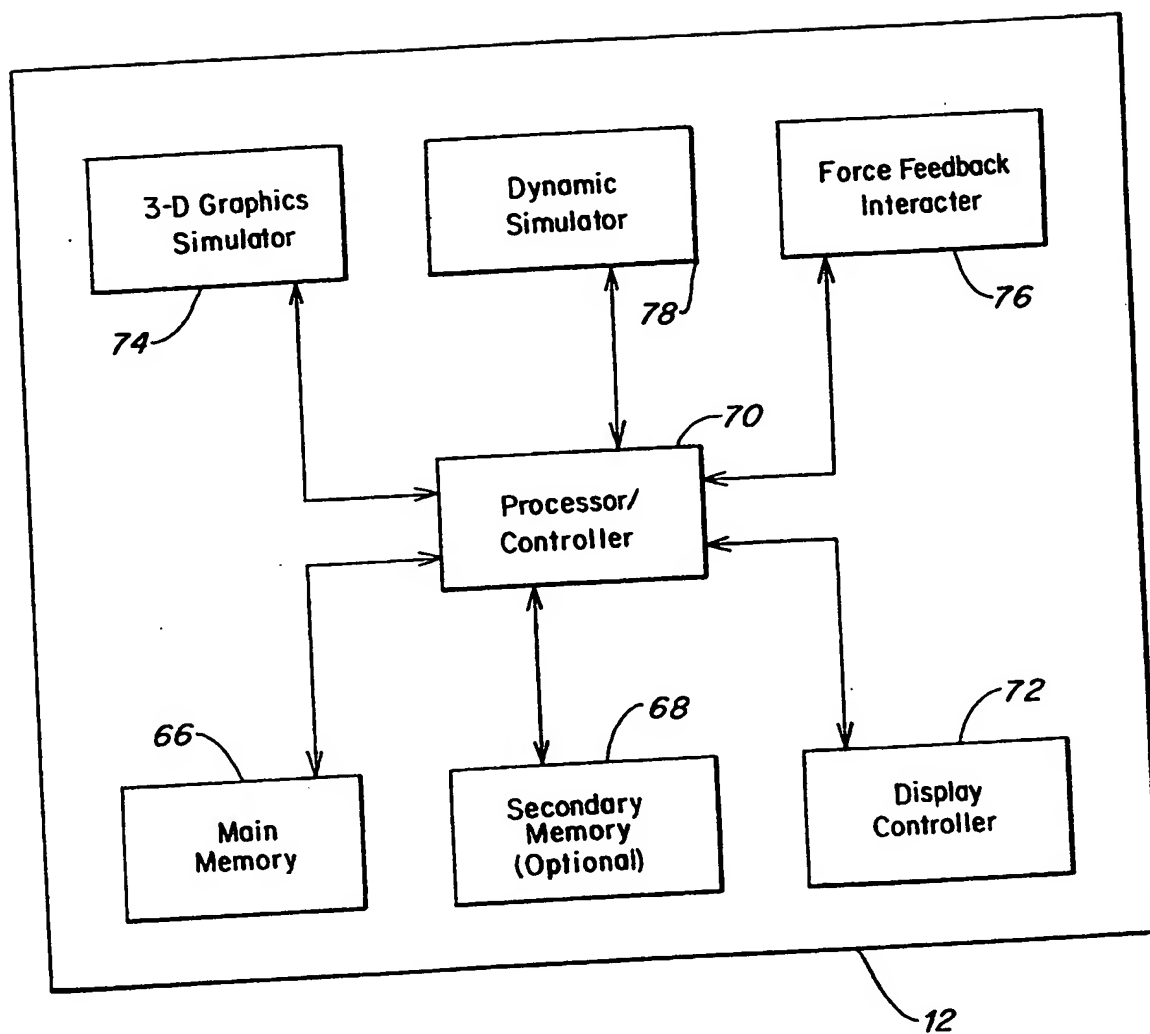 3-D Graphics
Simulator
74
Dynamic
Simulator
78
Force Feedback
Interacter
76
70
Processor/
Controller
66
Main
Memory
68
Secondary
Memory
(Optional)
72
Display
Controller
12